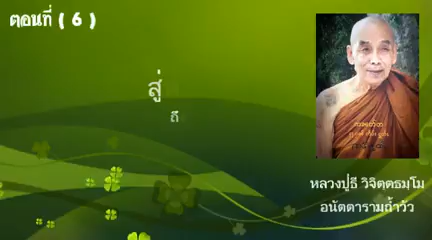 ตอนที่ ( 6 )
สู่
ถึ
หลวงปู่ธี วิจิตฺตธมฺโม
อนัตตารามถ้ำวัว